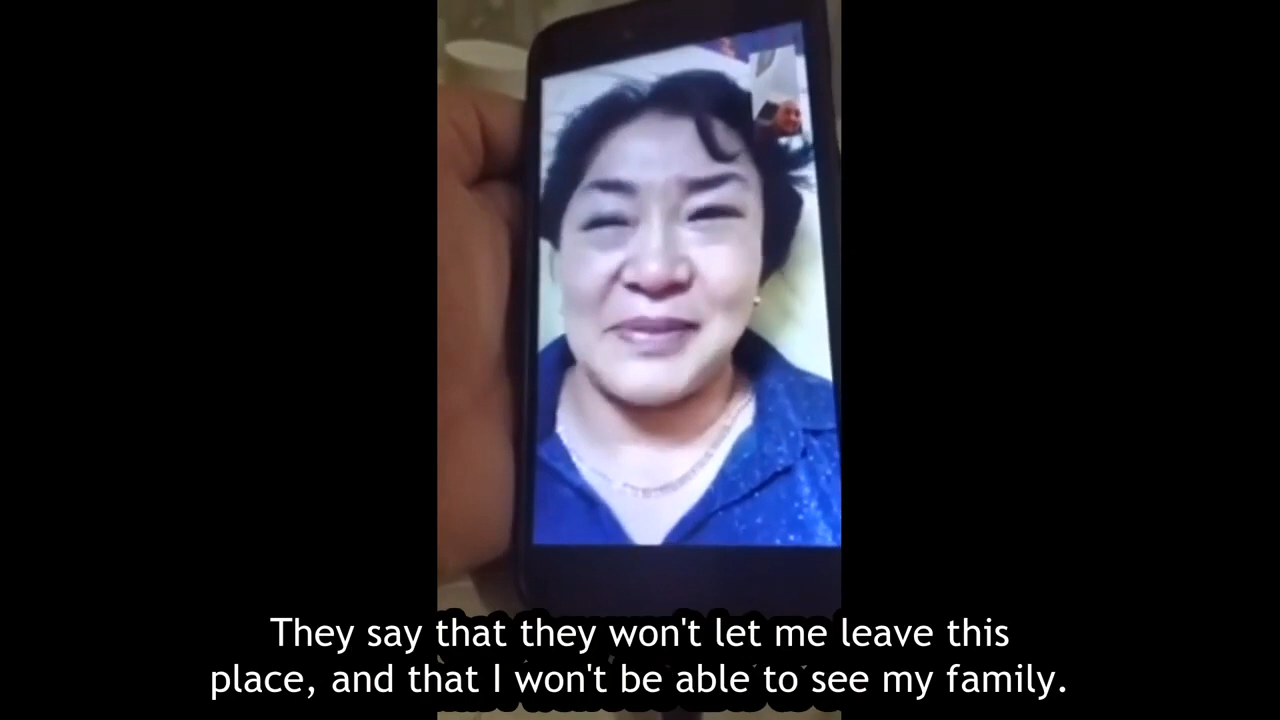 They say that they won't let me leave this
place, and that I won't be able to see my family.